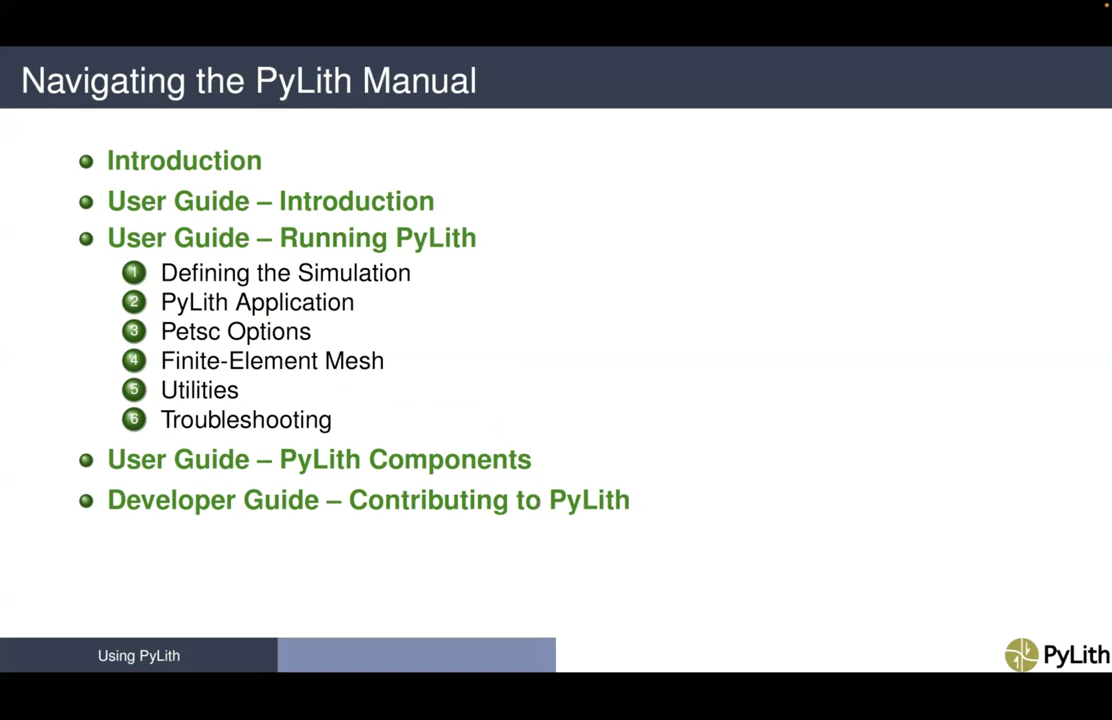 Navigating the PyLith Manual
Introduction
User Guide – Introduction
User Guide – Running PyLith
1 Defining the Simulation
2 PyLith Application
3 Petsc Options
4 Finite-Element Mesh
5 Utilities
6 Troubleshooting
User Guide – PyLith Components
Developer Guide – Contributing to PyLith
Using PyLith
PyLith